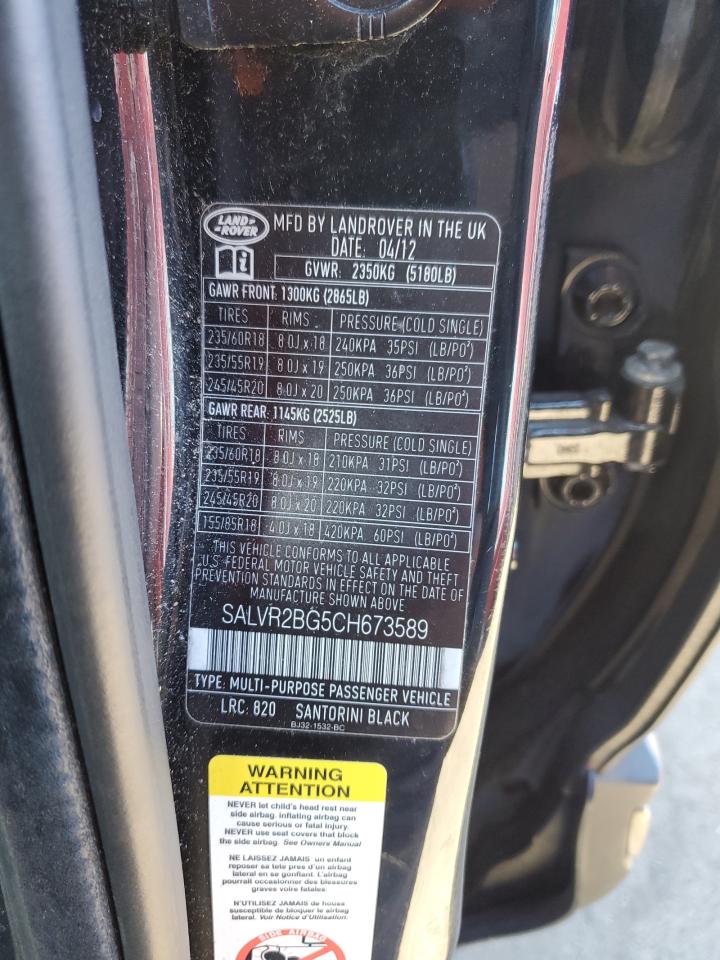 LAND-
-ROVER
MFD BY LANDROVER IN THE UK
DATE: 04/12
GVWR: 2350KG (5180LB)
GAWR FRONT: 1300KG (2865LB)
TIRES RIMS PRESSURE (COLD SINGLE)
235/60R18 8.0J x 18 240KPA 35PSI (LB/PO²)
235/55R19 8.0J x 19 250KPA 36PSI (LB/PO²)
245/45R20 8.0J x 20 250KPA 36PSI (LB/PO²)
GAWR REAR: 1145KG (2525LB)
TIRES RIMS PRESSURE (COLD SINGLE)
235/60R18 8.0J x 18 210KPA 31PSI (LB/PO²)
235/55R19 8.0J x 19 220KPA 32PSI (LB/PO²)
245/45R20 8.0J x 20 220KPA 32PSI (LB/PO²)
155/85R18 4.0J x 18 420KPA 60PSI (LB/PO²)
THIS VEHICLE CONFORMS TO ALL APPLICABLE
U.S. FEDERAL MOTOR VEHICLE SAFETY AND THEFT
PREVENTION STANDARDS IN EFFECT ON THE DATE OF
MANUFACTURE SHOWN ABOVE
SALVR2BG5CH673589
TYPE: MULTI-PURPOSE PASSENGER VEHICLE
LRC: 820 SANTORINI BLACK
BJ32-1532-BC
WARNING
ATTENTION
NEVER let child's head rest near
side airbag. inflating airbag can
cause serious or fatal injury.
NEVER use seat covers that block
the side airbag. See Owners Manual
NE LAISSEZ JAMAIS un enfant
reposer sa tete pres d'un airbag
lateral en se gonflant. L'airbag
pourrait occasionner des blessures
graves voire fatales.
N'UTILISEZ JAMAIS de housse
susceptible de bloquer le airbag
lateral. Voir Notice d'Utilisation.
SIDE AIRBAG